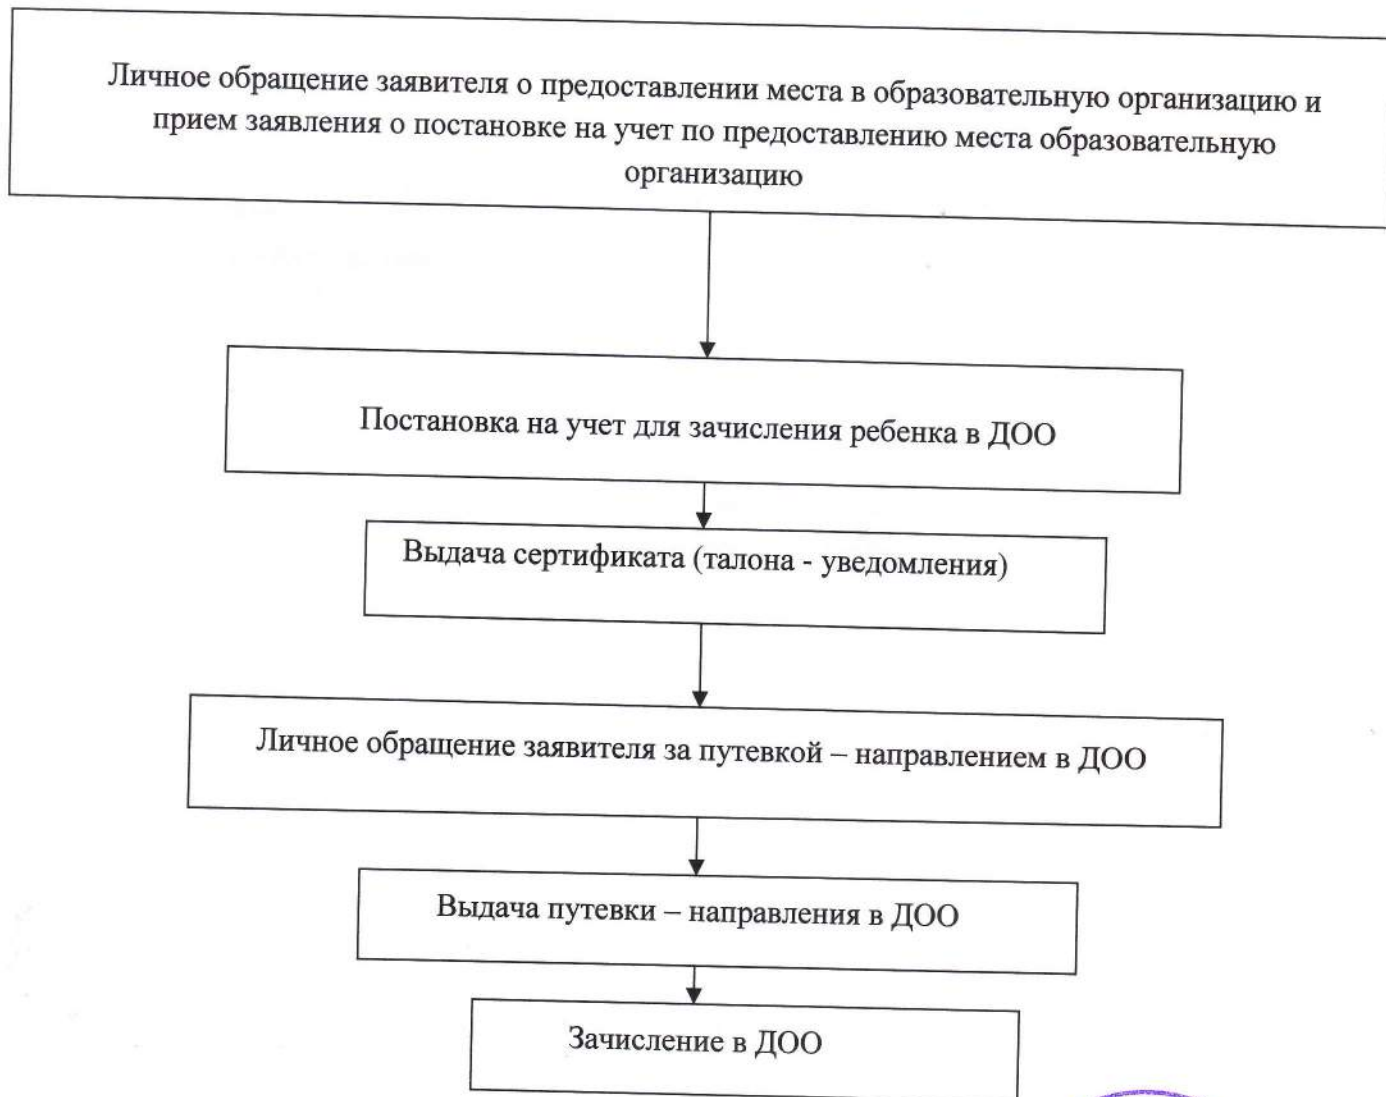 Личное обращение заявителя о предоставлении места в образовательную организацию и
прием заявления о постановке на учет по предоставлению места образовательную
организацию
Постановка на учет для зачисления ребенка в ДОО
Выдача сертификата (талона - уведомления)
Личное обращение заявителя за путевкой – направлением в ДОО
Выдача путевки – направления в ДОО
Зачисление в ДОО